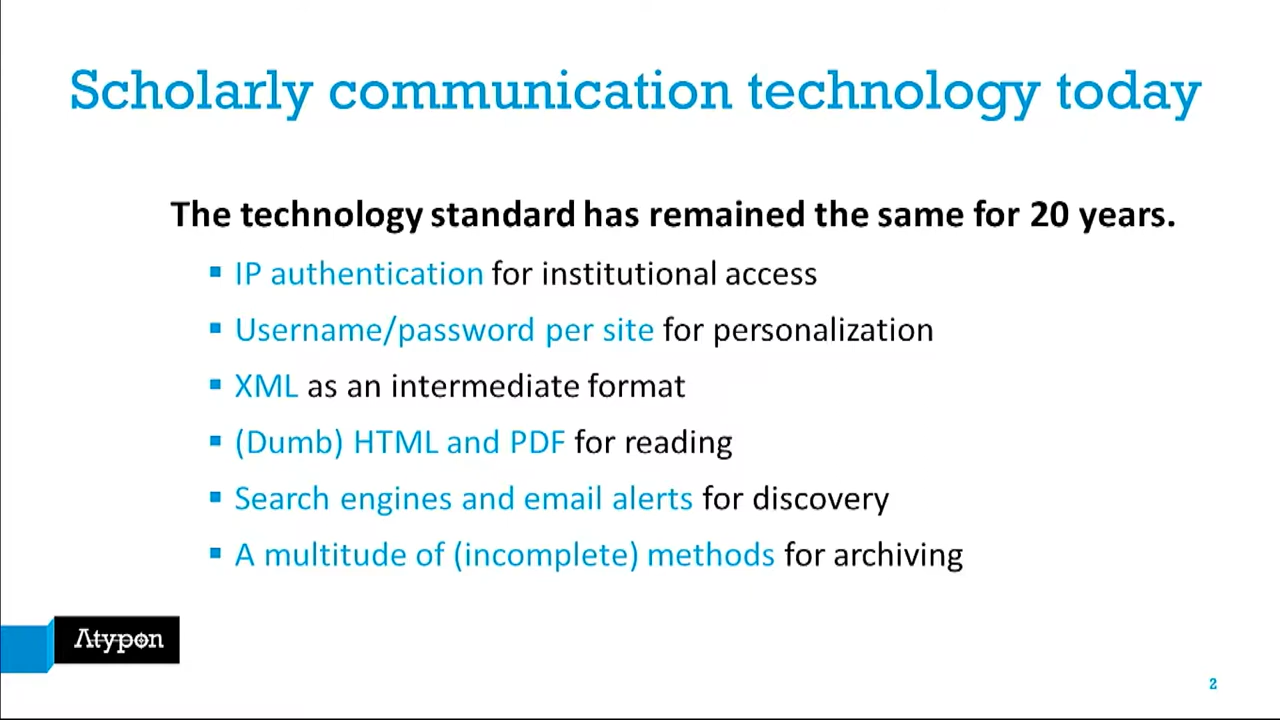 Scholarly communication technology today
The technology standard has remained the same for 20 years.
▪ IP authentication for institutional access
▪ Username/password per site for personalization
▪ XML as an intermediate format
▪ (Dumb) HTML and PDF for reading
▪ Search engines and email alerts for discovery
▪ A multitude of (incomplete) methods for archiving
Atypon
2